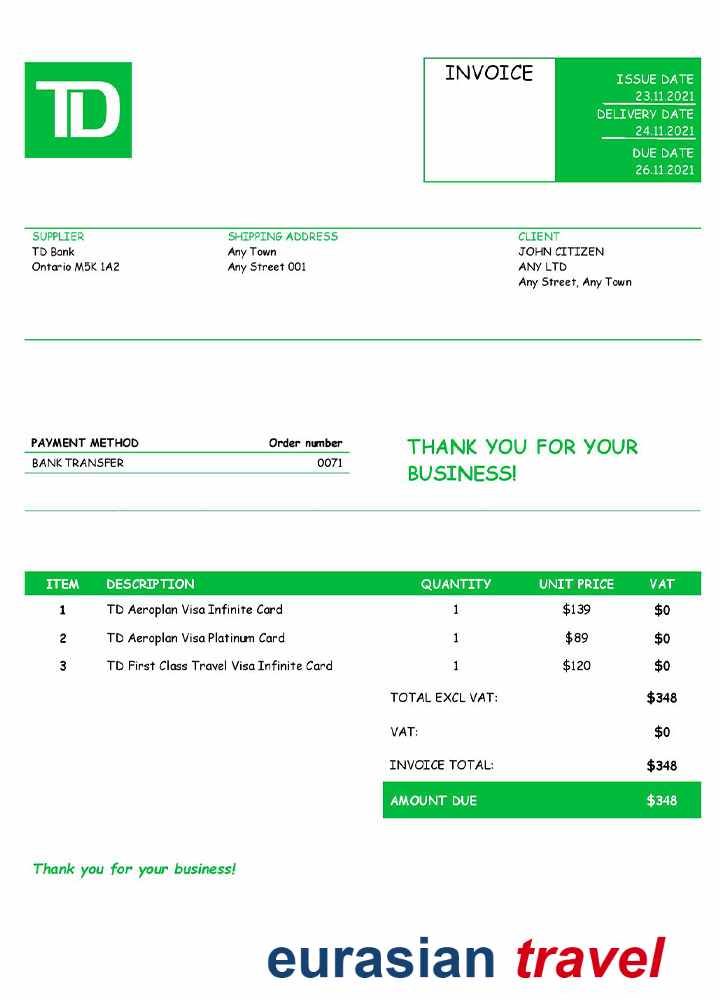 TD
INVOICE
ISSUE DATE
23.11.2021
DELIVERY DATE
24.11.2021
DUE DATE
26.11.2021
SUPPLIER SHIPPING ADDRESS CLIENT
TD Bank Any Town JOHN CITIZEN
Ontario M5K 1A2 Any Street 001 ANY LTD
Any Street, Any Town
PAYMENT METHOD Order number
BANK TRANSFER 0071
THANK YOU FOR YOUR
BUSINESS!
ITEM DESCRIPTION QUANTITY UNIT PRICE VAT
1 TD Aeroplan Visa Infinite Card 1 $139 $0
2 TD Aeroplan Visa Platinum Card 1 $89 $0
3 TD First Class Travel Visa Infinite Card 1 $120 $0
TOTAL EXCL VAT: $348
VAT: $0
INVOICE TOTAL: $348
AMOUNT DUE $348
Thank you for your business!
eurasian travel